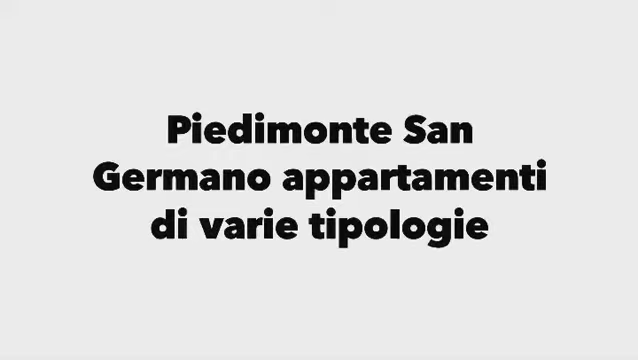 Piedimonte San
Germano appartamenti
di varie tipologie